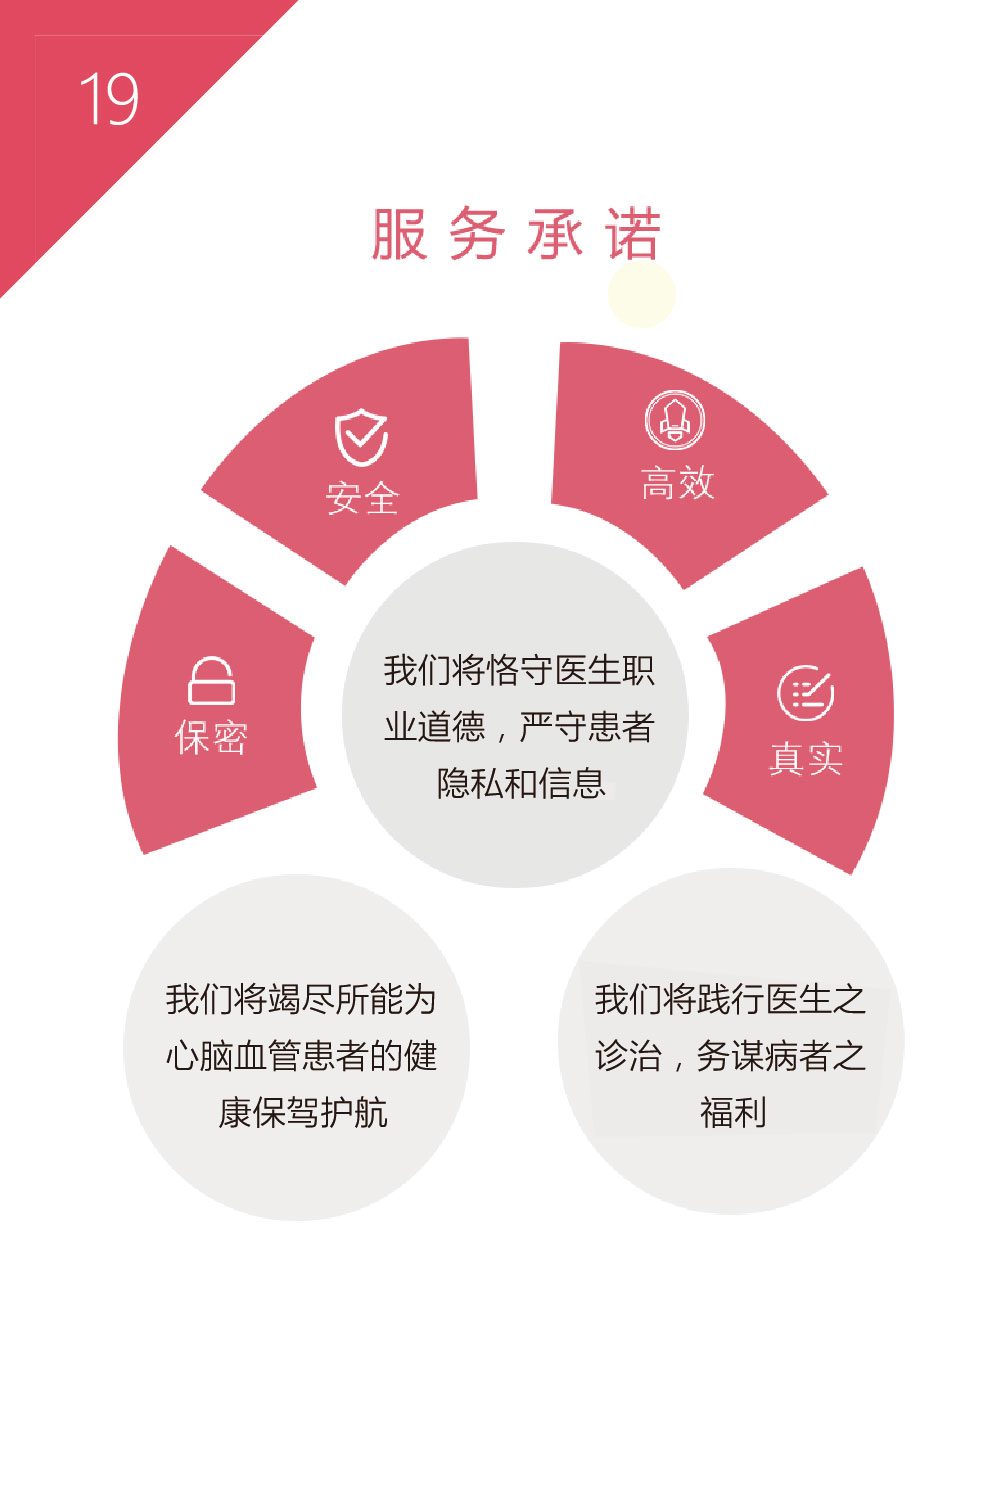 19
服务承诺
安全
高效
保密
真实
我们将恪守医生职
业道德，严守患者
隐私和信息
我们将竭尽所能为
心脑血管患者的健
康保驾护航
我们将践行医生之
诊治，务谋病者之
福利